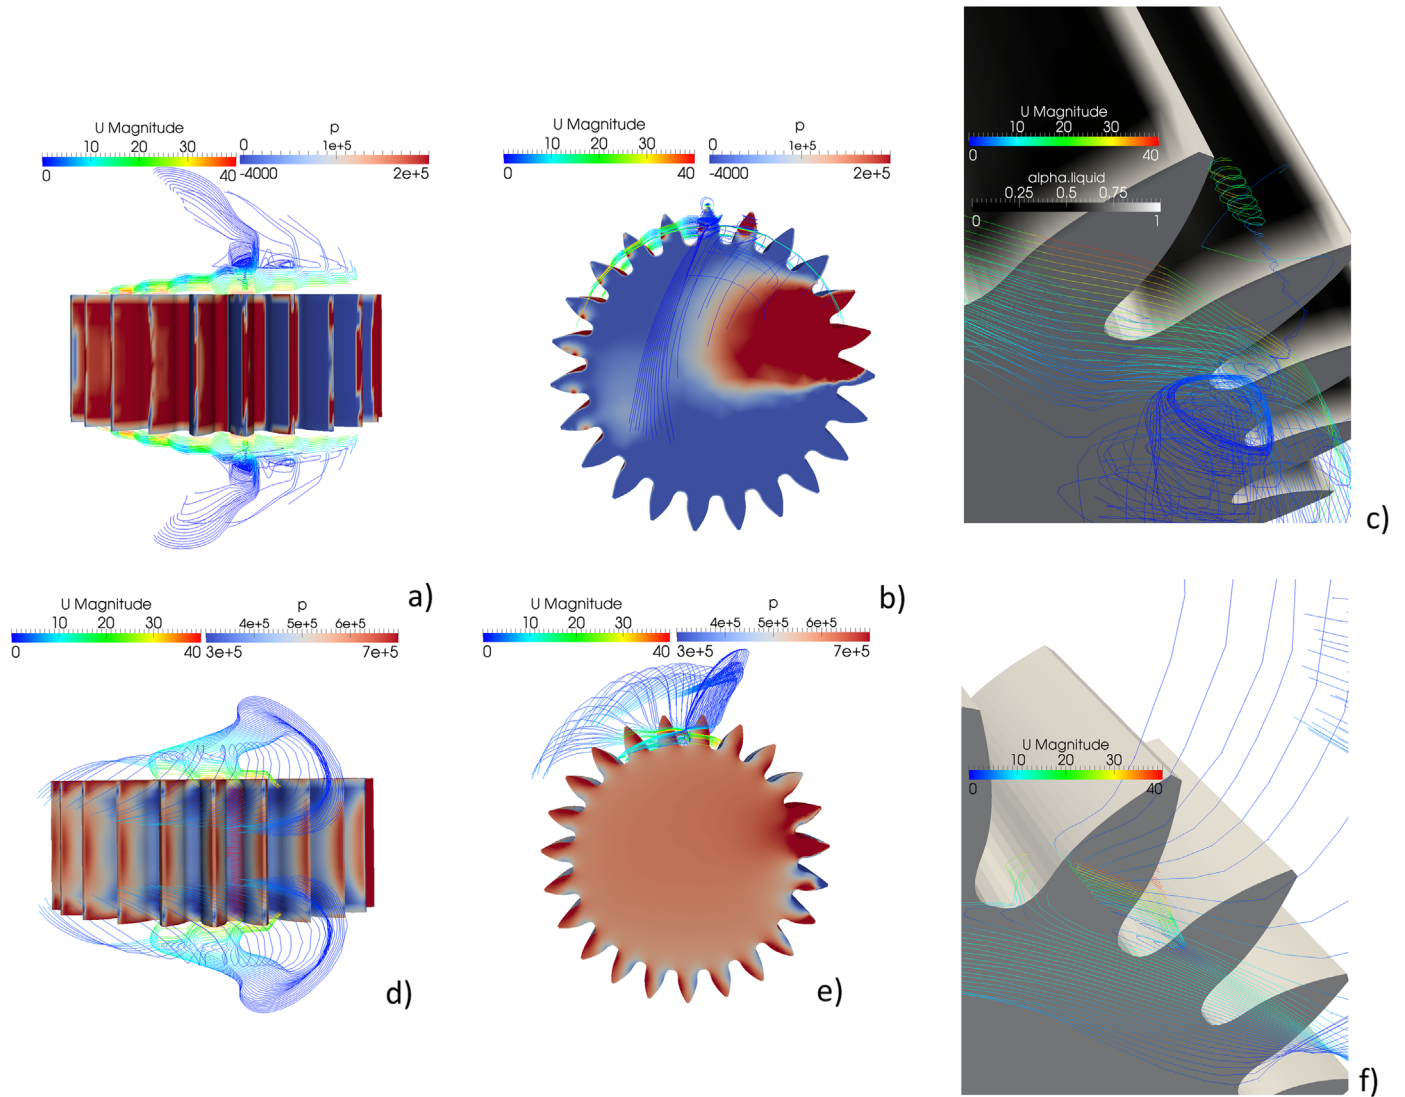 U Magnitude p
10 20 30 0 1e+5
0 40 -4000 2e+5
U Magnitude p
10 20 30 0 1e+5
0 40 -4000 2e+5
U Magnitude
10 20 30
0 40
alpha.liquid
0.25 0.5 0.75
0 1
c)
a)
b)
U Magnitude p
10 20 30 4e+5 5e+5 6e+5
0 40 3e+5 7e+5
d)
U Magnitude p
10 20 30 4e+5 5e+5 6e+5
0 40 3e+5 7e+5
e)
U Magnitude
10 20 30
0 40
f)